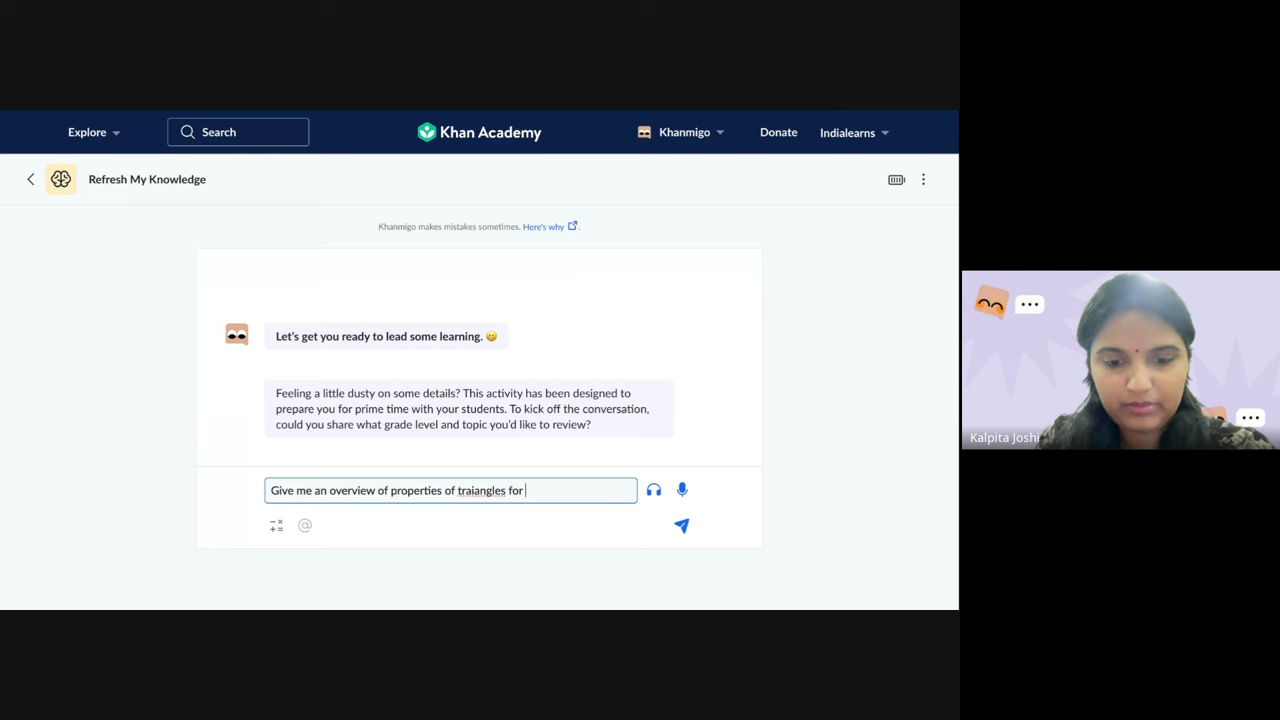 Explore
Search
Khan Academy
Khanmigo
Donate
Indialearns
Refresh My Knowledge
Khanmigo makes mistakes sometimes. Here's why.
Let's get you ready to lead some learning. 😀
Feeling a little dusty on some details? This activity has been designed to
prepare you for prime time with your students. To kick off the conversation,
could you share what grade level and topic you'd like to review?
Give me an overview of properties of traiangles for
Kalpita Joshi